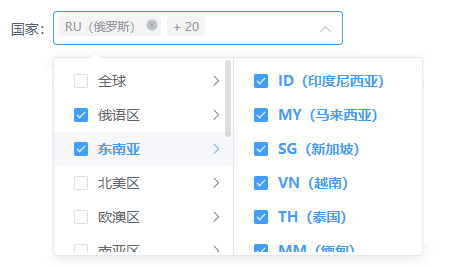 国家：
RU（俄罗斯）
+ 20
全球
俄语区
东南亚
北美区
欧澳区
南亚区
ID（印度尼西亚）
MY（马来西亚）
SG（新加坡）
VN（越南）
TH（泰国）
MM（缅甸）